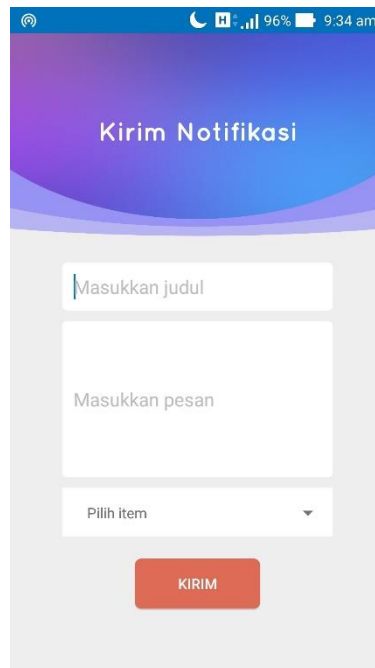 H 96% 9:34 am
Kirim Notifikasi
Masukkan judul
Masukkan pesan
Pilih item
KIRIM